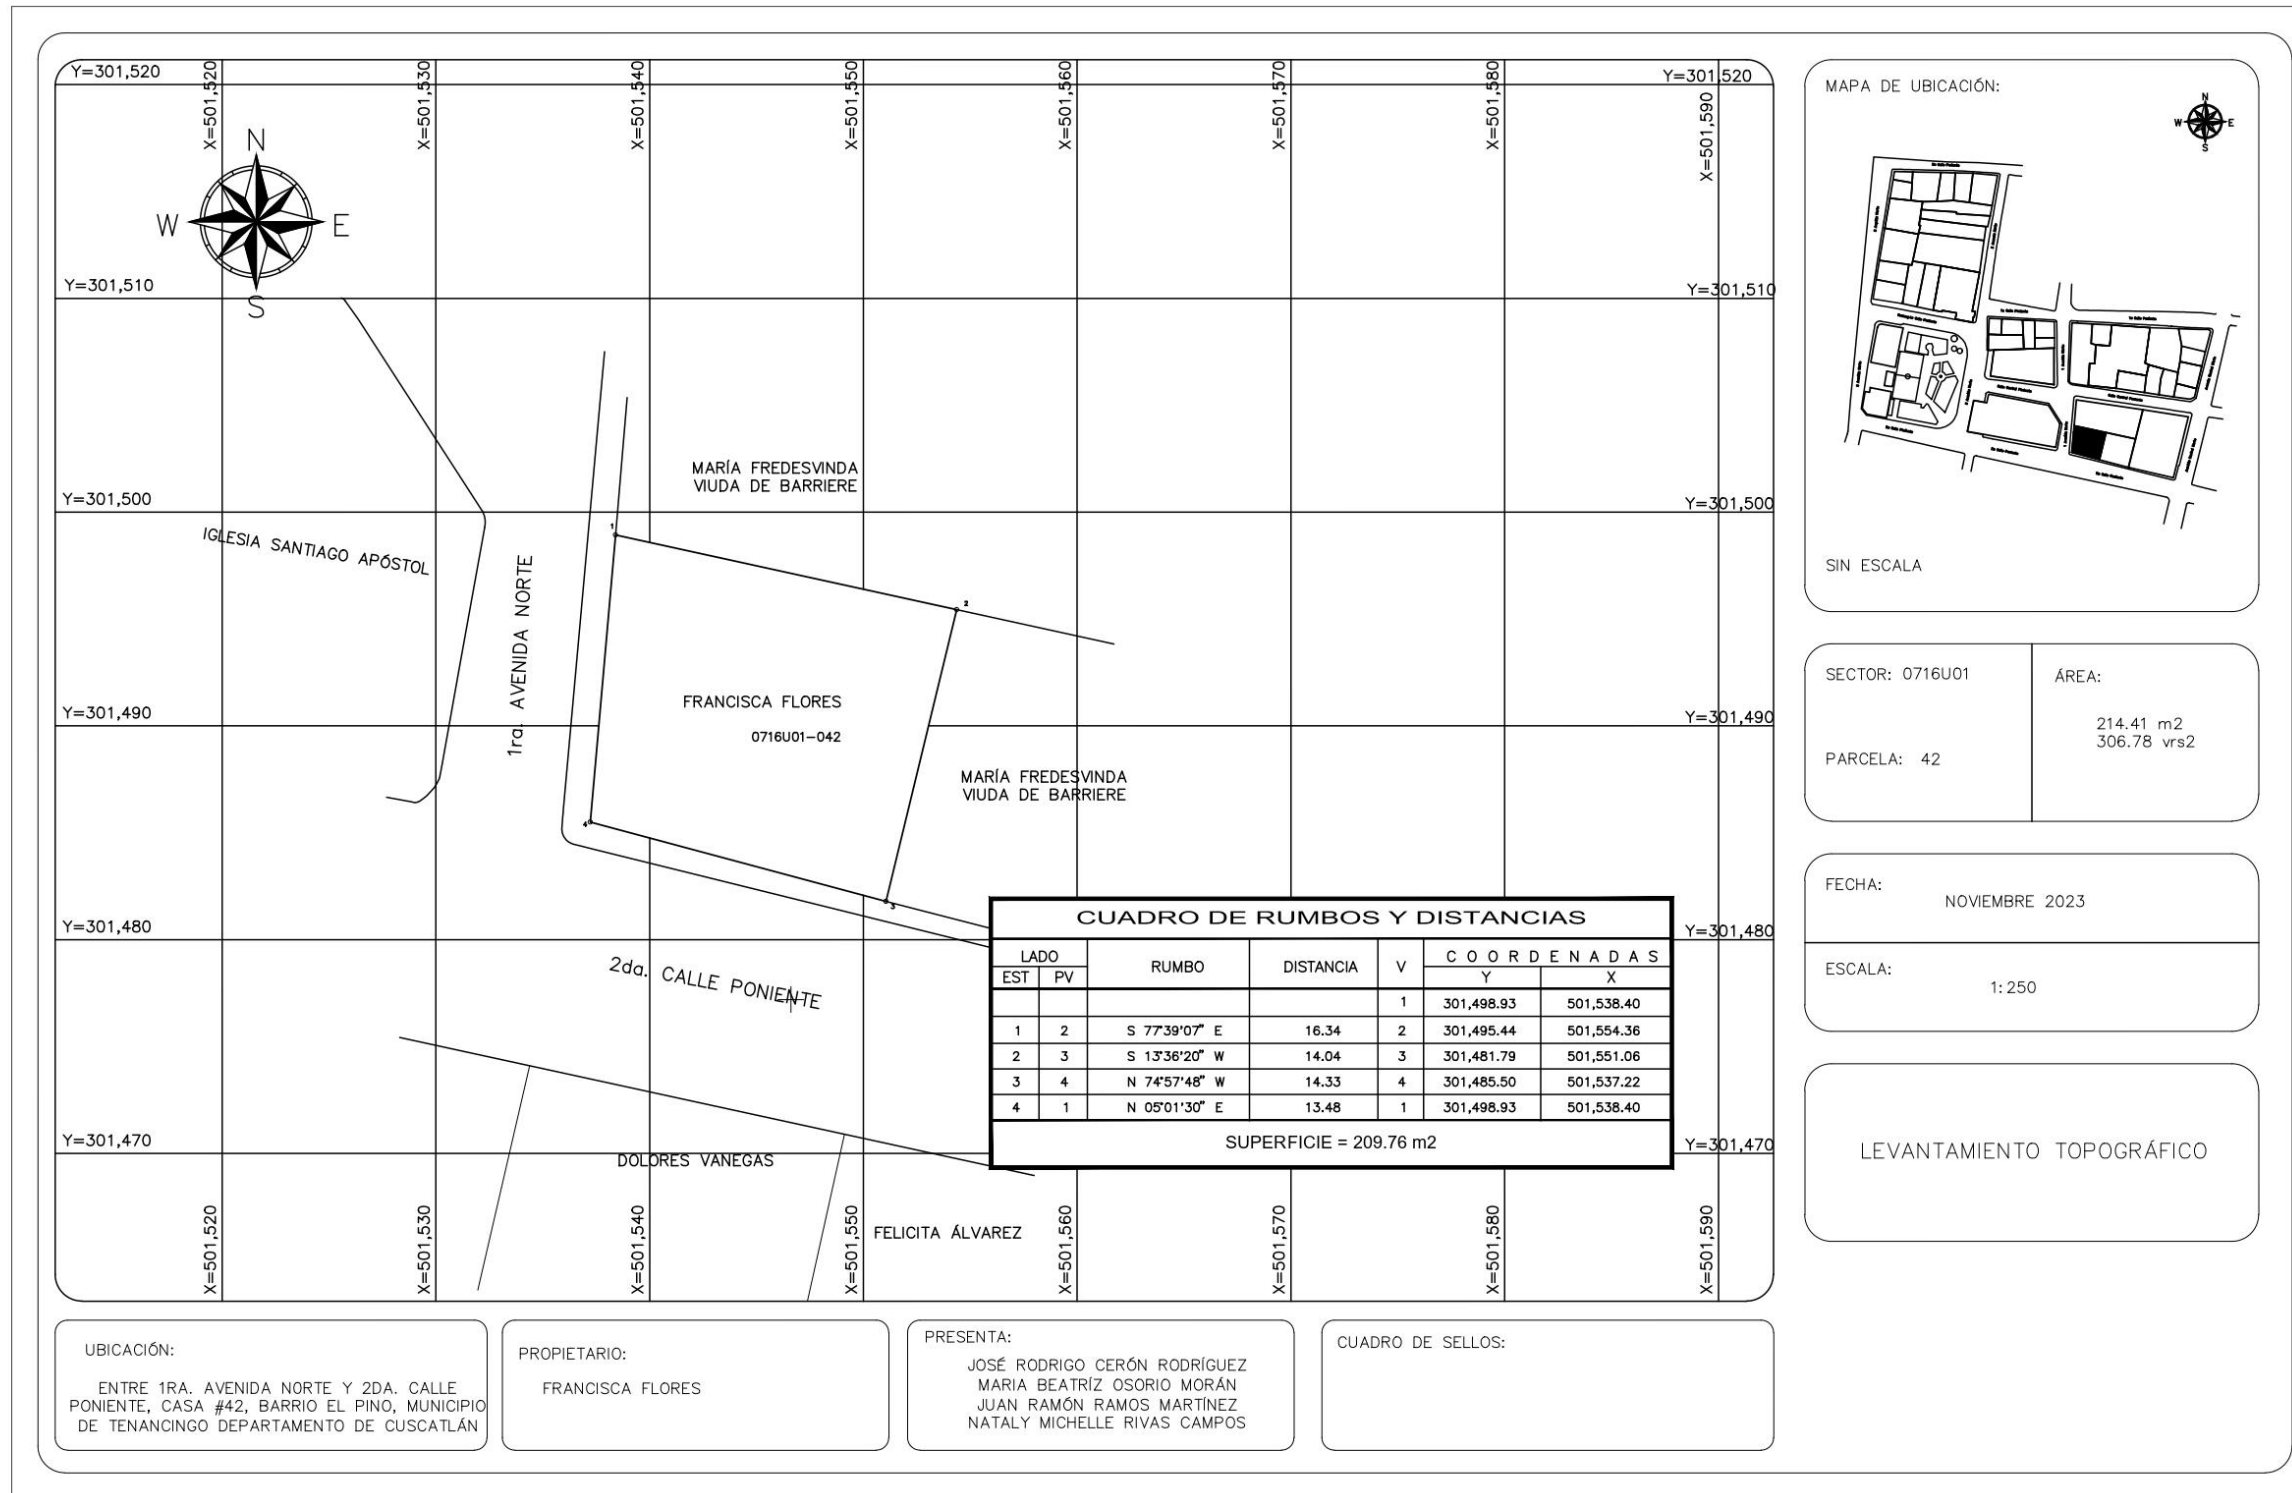 Y=301,520
Y=301,520
X=501,520
X=501,530
X=501,540
X=501,550
X=501,560
X=501,570
X=501,580
X=501,590
N
W
E
S
Y=301,510
Y=301,510
MARÍA FREDESVINDA
VIUDA DE BARRIERE
Y=301,500
Y=301,500
IGLESIA SANTIAGO APÓSTOL
1
2
1ra. AVENIDA NORTE
FRANCISCA FLORES
0716U01-042
Y=301,490
Y=301,490
MARÍA FREDESVINDA
VIUDA DE BARRIERE
4
3
Y=301,480
Y=301,480
2da. CALLE PONIENTE
CUADRO DE RUMBOS Y DISTANCIAS
LADO RUMBO DISTANCIA V COORDENADAS
EST PV Y X
1 301,498.93 501,538.40
1 2 S 77°39'07" E 16.34 2 301,495.44 501,554.36
2 3 S 13°36'20" W 14.04 3 301,481.79 501,551.06
3 4 N 74°57'48" W 14.33 4 301,485.50 501,537.22
4 1 N 05°01'30" E 13.48 1 301,498.93 501,538.40
SUPERFICIE = 209.76 m2
Y=301,470
Y=301,470
DOLORES VANEGAS
FELICITA ÁLVAREZ
X=501,520
X=501,530
X=501,540
X=501,550
X=501,560
X=501,570
X=501,580
X=501,590
MAPA DE UBICACIÓN:
N
W
E
S
SIN ESCALA
SECTOR: 0716U01
PARCELA: 42
ÁREA:
214.41 m2
306.78 vrs2
FECHA:
NOVIEMBRE 2023
ESCALA:
1:250
LEVANTAMIENTO TOPOGRÁFICO
UBICACIÓN:
ENTRE 1RA. AVENIDA NORTE Y 2DA. CALLE
PONIENTE, CASA #42, BARRIO EL PINO, MUNICIPIO
DE TENANCINGO DEPARTAMENTO DE CUSCATLÁN
PROPIETARIO:
FRANCISCA FLORES
PRESENTA:
JOSÉ RODRIGO CERÓN RODRÍGUEZ
MARIA BEATRÍZ OSORIO MORÁN
JUAN RAMÓN RAMOS MARTÍNEZ
NATALY MICHELLE RIVAS CAMPOS
CUADRO DE SELLOS: